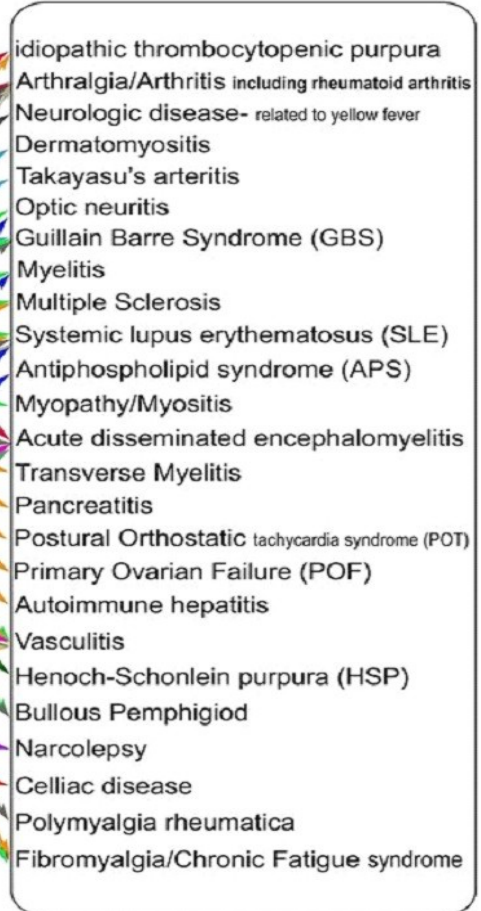 idiopathic thrombocytopenic purpura
Arthralgia/Arthritis including rheumatoid arthritis
Neurologic disease- related to yellow fever
Dermatomyositis
Takayasu's arteritis
Optic neuritis
Guillain Barre Syndrome (GBS)
Myelitis
Multiple Sclerosis
Systemic lupus erythematosus (SLE)
Antiphospholipid syndrome (APS)
Myopathy/Myositis
Acute disseminated encephalomyelitis
Transverse Myelitis
Pancreatitis
Postural Orthostatic tachycardia syndrome (POT)
Primary Ovarian Failure (POF)
Autoimmune hepatitis
Vasculitis
Henoch-Schonlein purpura (HSP)
Bullous Pemphigiod
Narcolepsy
Celliac disease
Polymyalgia rheumatica
Fibromyalgia/Chronic Fatigue syndrome